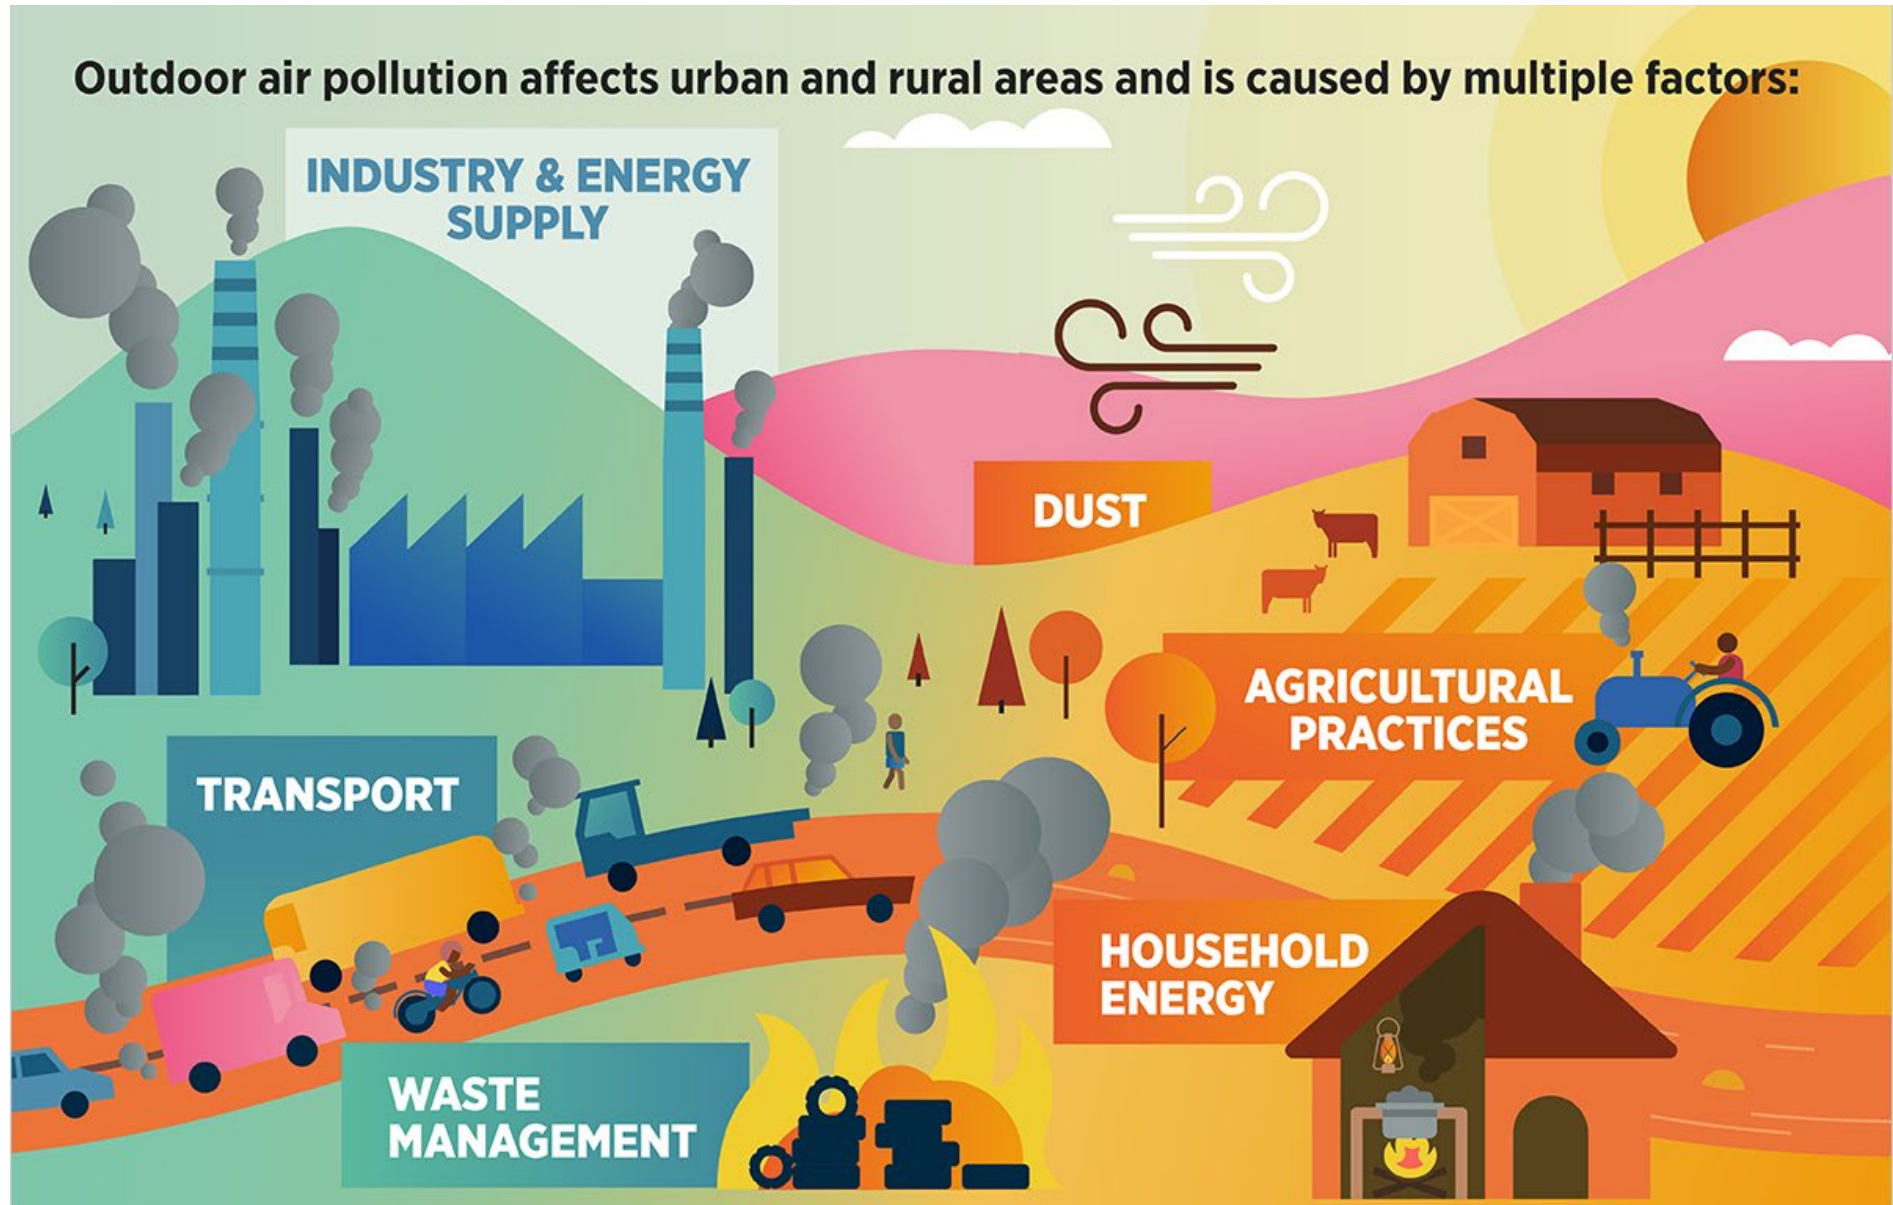 Outdoor air pollution affects urban and rural areas and is caused by multiple factors:
INDUSTRY & ENERGY
SUPPLY
DUST
AGRICULTURAL
PRACTICES
TRANSPORT
HOUSEHOLD
ENERGY
WASTE
MANAGEMENT